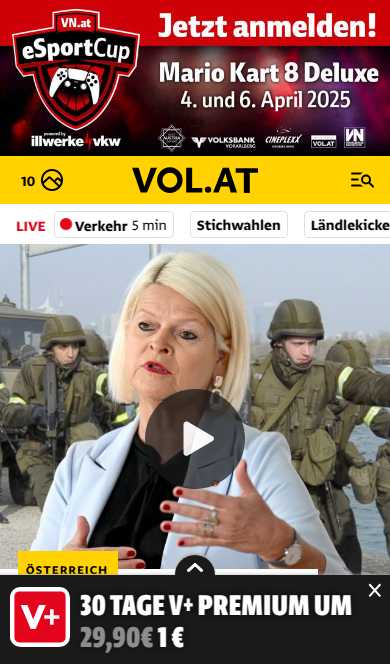 VN.at
Jetzt anmelden!
eSportCup
Mario Kart 8 Deluxe
4. und 6. April 2025
powered by
illwerke vkw
VOLKSBANK
VORARLBERG
CINEPLEXX
VOL.AT
VN
10
VOL.AT
LIVE
Verkehr 5 min
Stichwahlen
Ländlekicke
ÖSTERREICH
V+
30 TAGE V+ PREMIUM UM
29,90€ 1 €